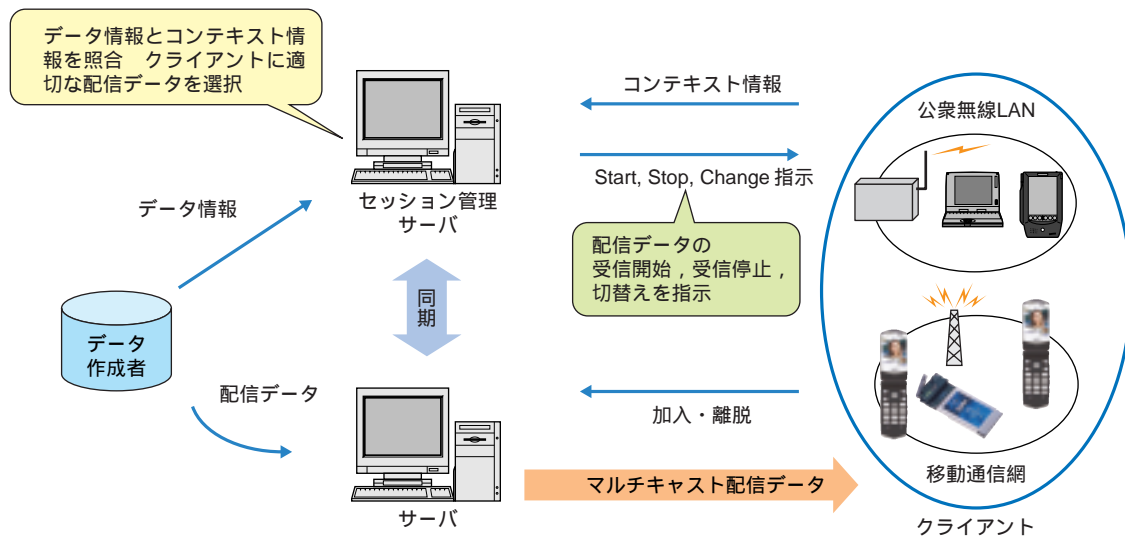 データ情報とコンテキスト情
報を照合　クライアントに適
切な配信データを選択
コンテキスト情報
公衆無線LAN
Start, Stop, Change 指示
セッション管理
サーバ
データ情報
配信データの
受信開始，受信停止，
切替えを指示
同
期
データ
作成者
配信データ
加入・離脱
マルチキャスト配信データ
移動通信網
サーバ
クライアント